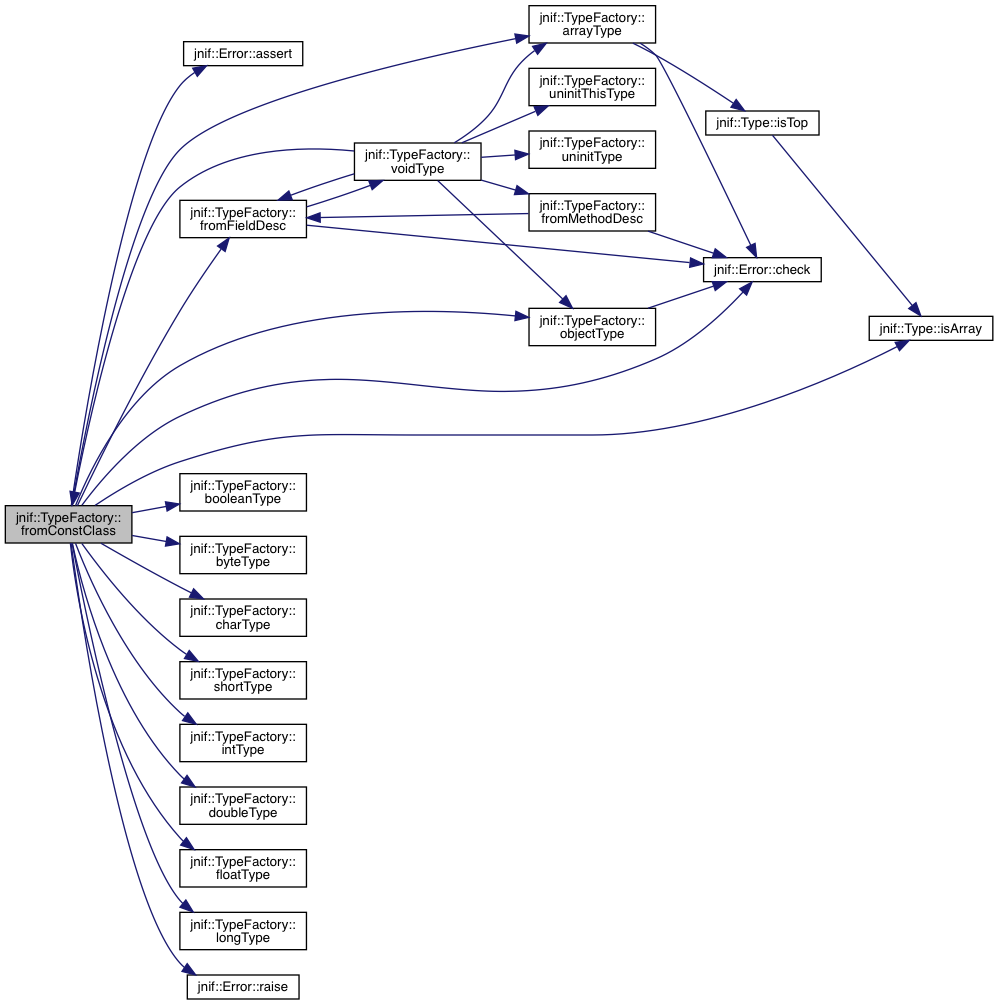 jnif::TypeFactory::
arrayType
jnif::Error::assert
jnif::TypeFactory::
uninitThisType
jnif::Type::isTop
jnif::TypeFactory::
uninitType
jnif::TypeFactory::
voidType
jnif::TypeFactory::
fromFieldDesc
jnif::TypeFactory::
fromMethodDesc
jnif::Error::check
jnif::TypeFactory::
objectType
jnif::Type::isArray
jnif::TypeFactory::
booleanType
jnif::TypeFactory::
fromConstClass
jnif::TypeFactory::
byteType
jnif::TypeFactory::
charType
jnif::TypeFactory::
shortType
jnif::TypeFactory::
intType
jnif::TypeFactory::
doubleType
jnif::TypeFactory::
floatType
jnif::TypeFactory::
longType
jnif::Error::raise